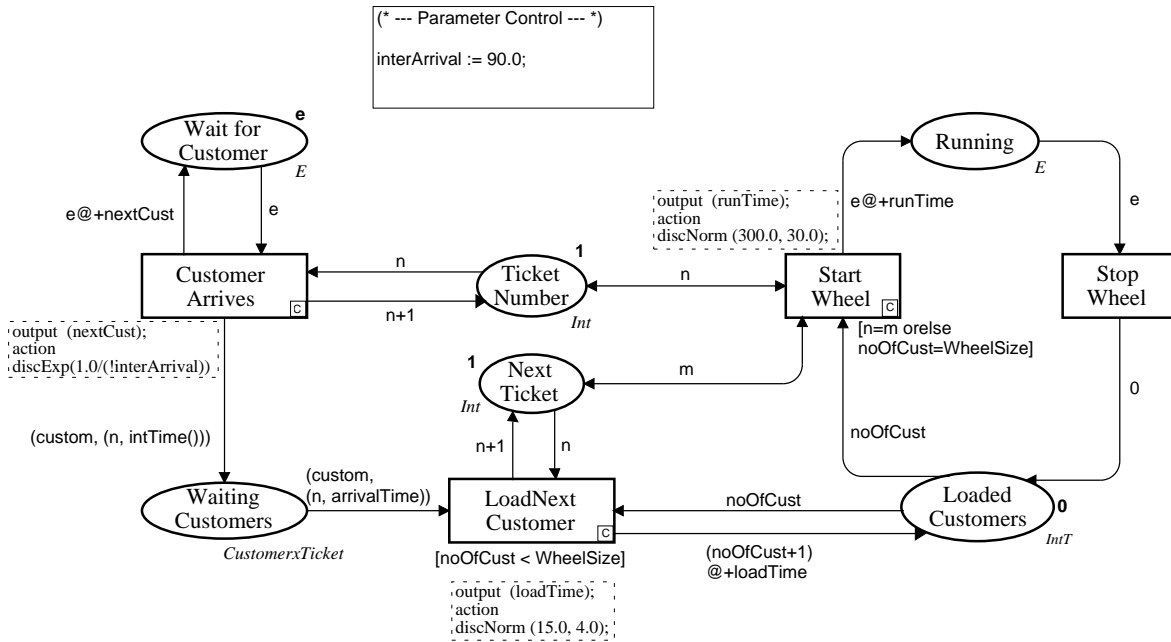 (* --- Parameter Control --- *)
interArrival := 90.0;
e
Wait for
Customer
E
e@+nextCust
e
Customer
Arrives
C
output (nextCust);
action
discExp(1.0/(!interArrival))
n
n+1
1
Ticket
Number
Int
n
Running
E
output (runTime);
action
discNorm (300.0, 30.0);
e@+runTime
e
Start
Wheel
C
Stop
Wheel
[n=m orelse
noOfCust=WheelSize]
1
Next
Ticket
Int
m
0
n+1
n
noOfCust
(custom, (n, intTime()))
Waiting
Customers
CustomerxTicket
(custom,
(n, arrivalTime))
LoadNext
Customer
C
[noOfCust < WheelSize]
output (loadTime);
action
discNorm (15.0, 4.0);
noOfCust
(noOfCust+1)
@+loadTime
Loaded
Customers
0
IntT